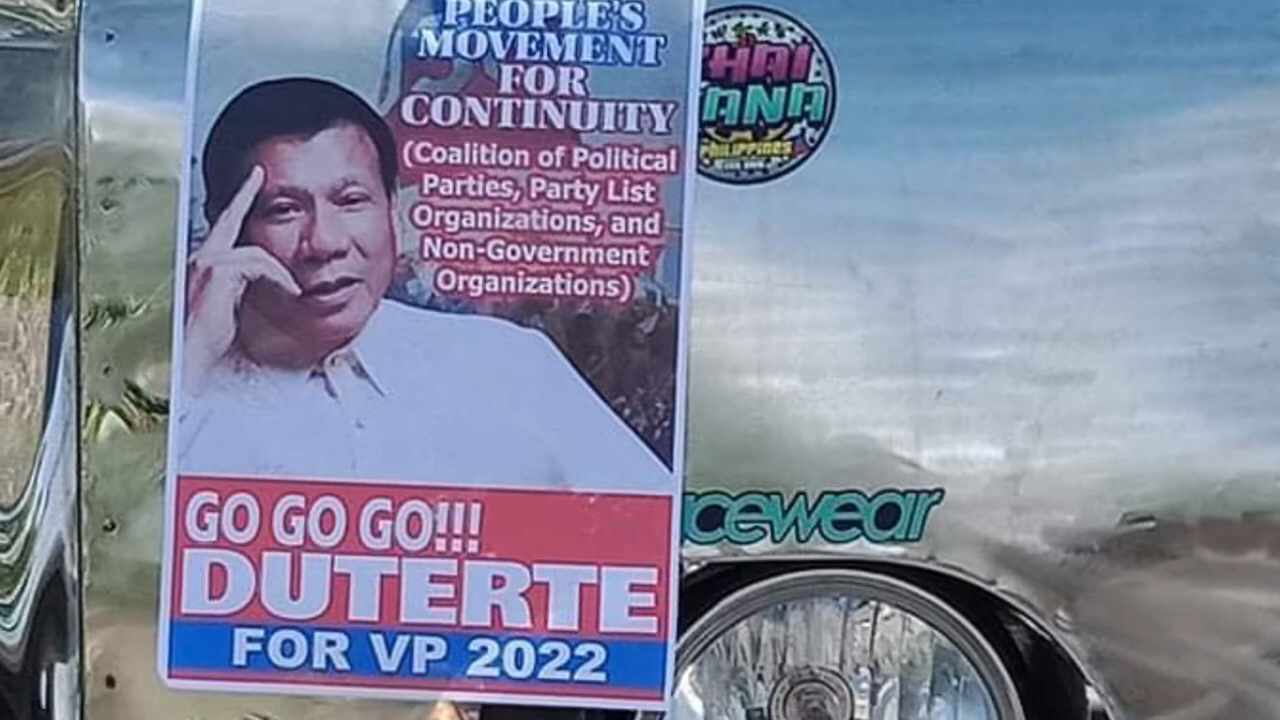 PEOPLE'S
MOVEMENT
FOR
CONTINUITY
(Coalition of Political
Parties, Party List
Organizations, and
Non-Government
Organizations)
GO GO GO!!!
DUTERTE
FOR VP 2022
PHILIPPINES